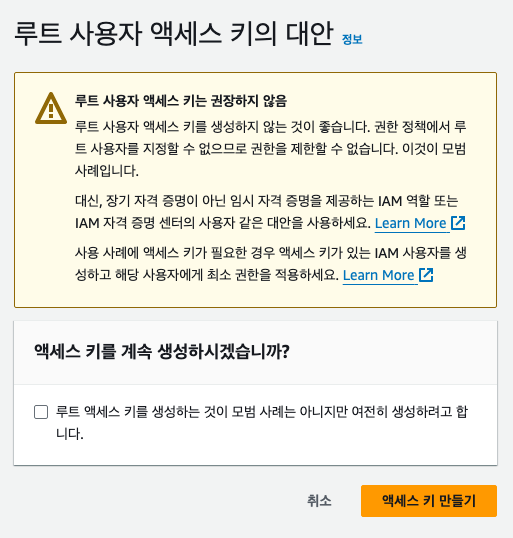 루트 사용자 액세스 키의 대안 정보
루트 사용자 액세스 키는 권장하지 않음
루트 사용자 액세스 키를 생성하지 않는 것이 좋습니다. 권한 정책에서 루
트 사용자를 지정할 수 없으므로 권한을 제한할 수 없습니다. 이것이 모범
사례입니다.
대신, 장기 자격 증명이 아닌 임시 자격 증명을 제공하는 IAM 역할 또는
IAM 자격 증명 센터의 사용자 같은 대안을 사용하세요. Learn More
사용 사례에 액세스 키가 필요한 경우 액세스 키가 있는 IAM 사용자를 생
성하고 해당 사용자에게 최소 권한을 적용하세요. Learn More
액세스 키를 계속 생성하시겠습니까?
루트 액세스 키를 생성하는 것이 모범 사례는 아니지만 여전히 생성하려고 합
니다.
취소
액세스 키 만들기